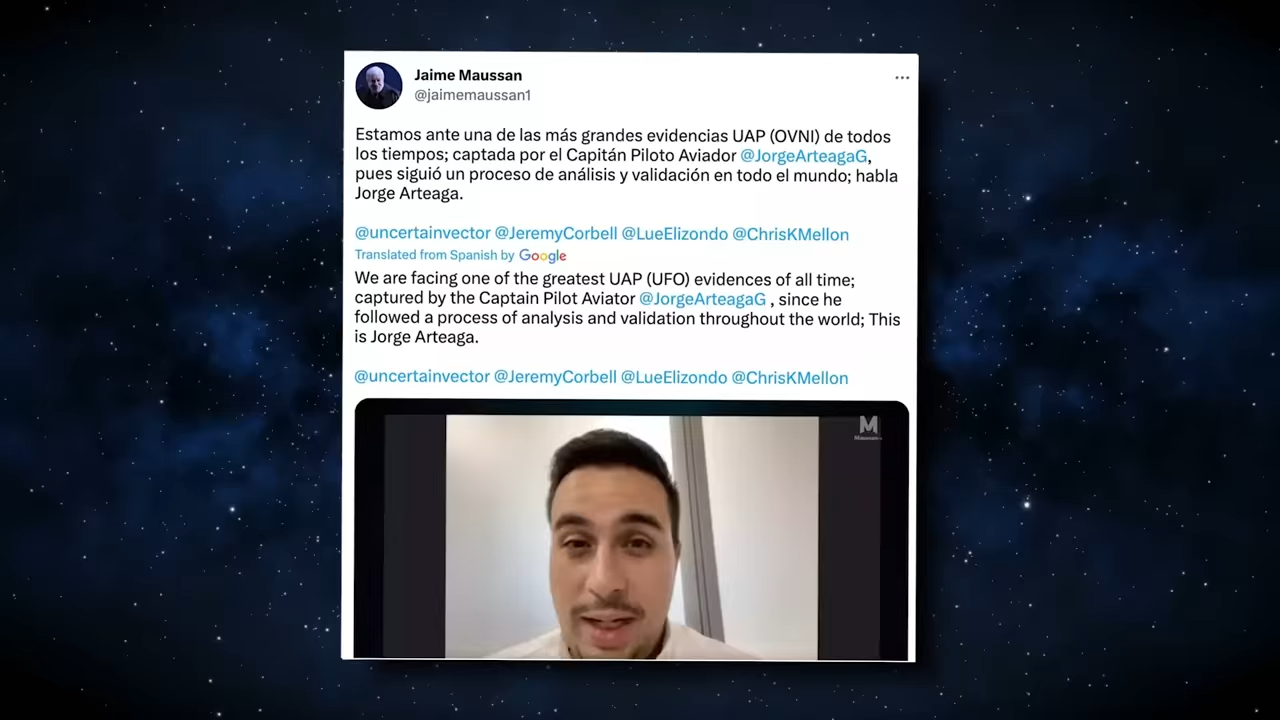 Jaime Maussan
@jaimemaussan1
Estamos ante una de las más grandes evidencias UAP (OVNI) de todos
los tiempos; captada por el Capitán Piloto Aviador @JorgeArteagaG,
pues siguió un proceso de análisis y validación en todo el mundo; habla
Jorge Arteaga.
@uncertainvector @JeremyCorbell @LueElizondo @ChrisKMellon
Translated from Spanish by Google
We are facing one of the greatest UAP (UFO) evidences of all time;
captured by the Captain Pilot Aviator @JorgeArteagaG , since he
followed a process of analysis and validation throughout the world; This
is Jorge Arteaga.
@uncertainvector @JeremyCorbell @LueElizondo @ChrisKMellon
M